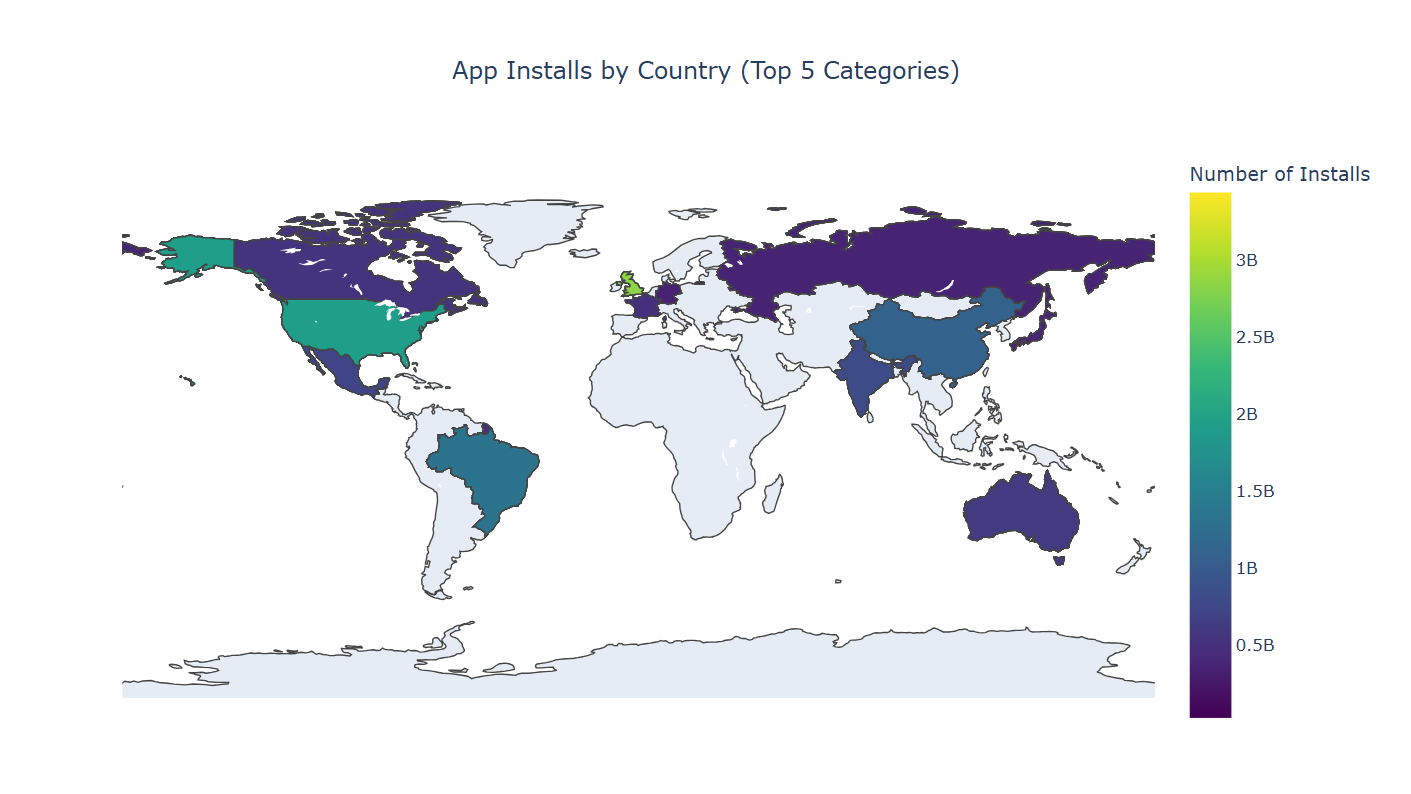 App Installs by Country (Top 5 Categories)
Number of Installs
3B
2.5B
2B
1.5B
1B
0.5B